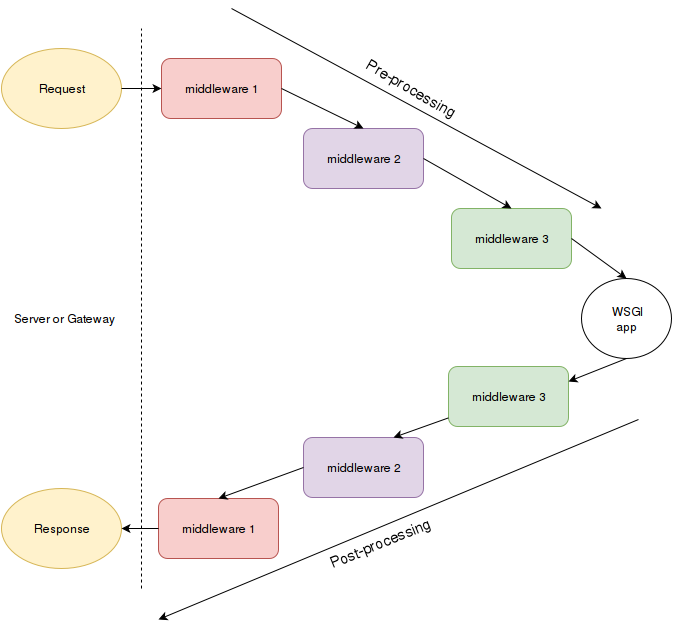 Pre-processing
Request
middleware 1
middleware 2
middleware 3
Server or Gateway
WSGI
app
middleware 3
middleware 2
middleware 1
Response
Post-processing